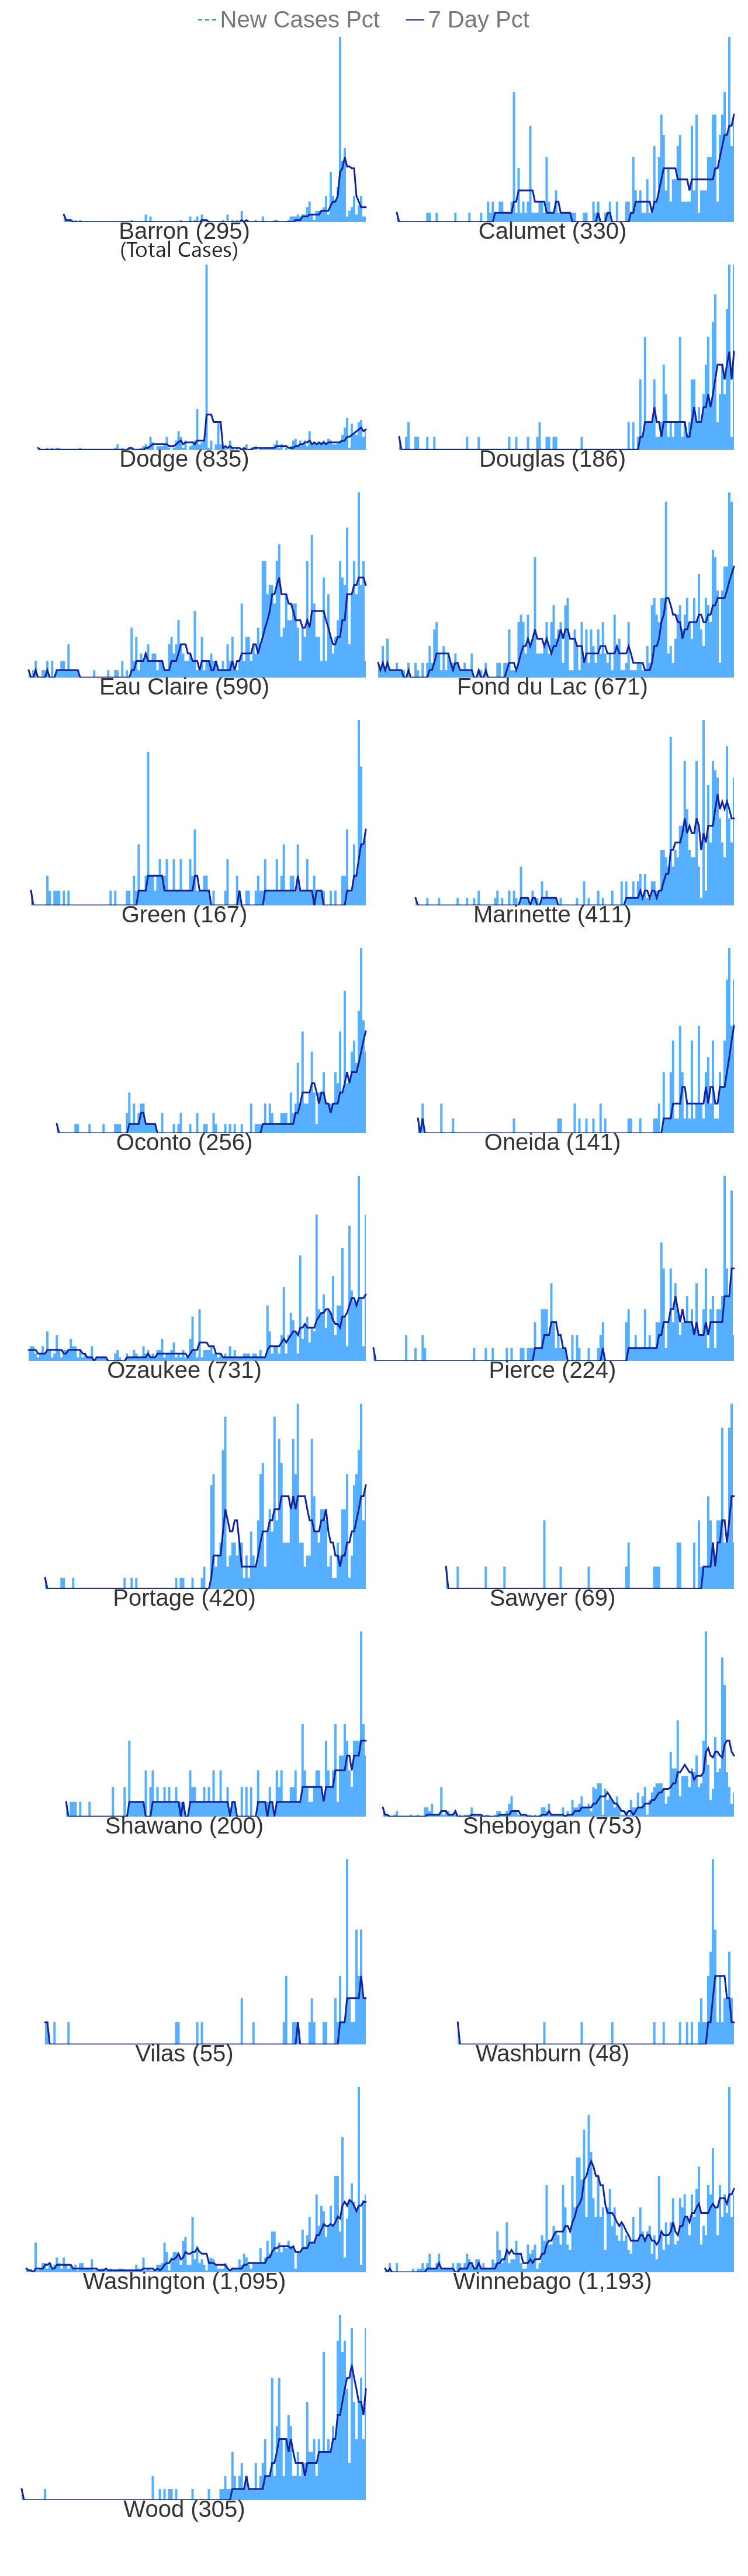 New Cases Pct 7 Day Pct
Barron (295) Calumet (330)
(Total Cases)
Dodge (835) Douglas (186)
Eau Claire (590) Fond du Lac (671)
Green (167) Marinette (411)
Oconto (256) Oneida (141)
Ozaukee (731) Pierce (224)
Portage (420) Sawyer (69)
Shawano (200) Sheboygan (753)
Vilas (55) Washburn (48)
Washington (1,095) Winnebago (1,193)
Wood (305)